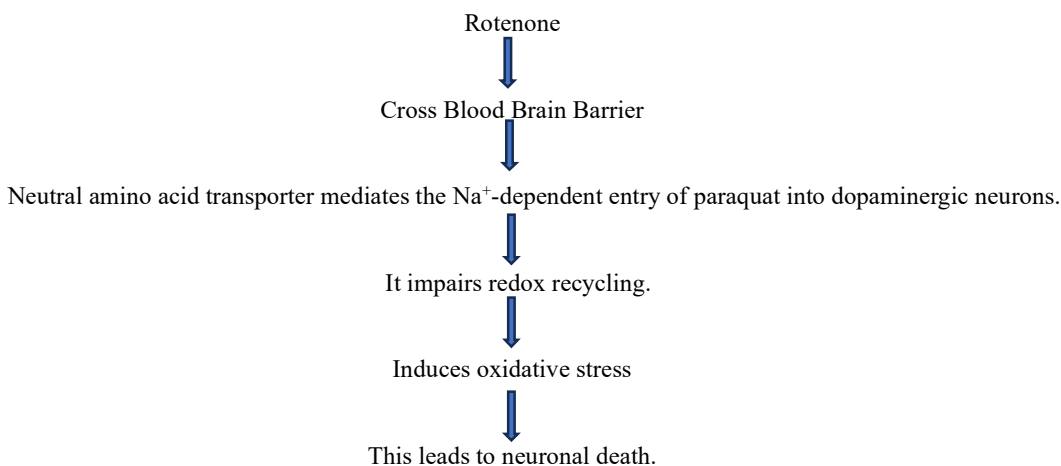 Rotenone
Cross Blood Brain Barrier
Neutral amino acid transporter mediates the Na⁺-dependent entry of paraquat into dopaminergic neurons.
It impairs redox recycling.
Induces oxidative stress
This leads to neuronal death.